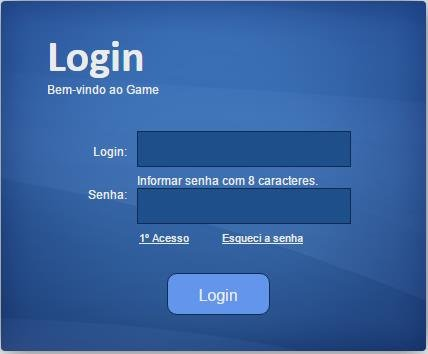 Login
Bem-vindo ao Game
Login:
Informar senha com 8 caracteres.
Senha:
1º Acesso Esqueci a senha
Login